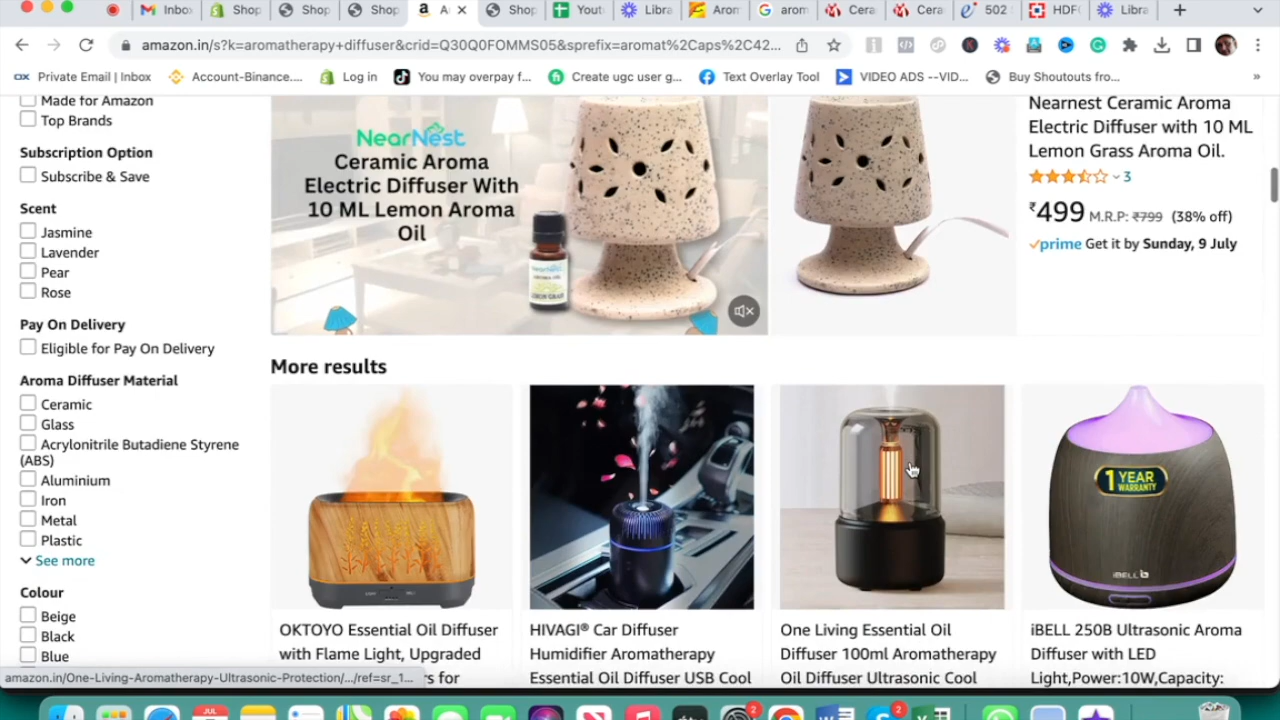 Inbo
Shop
Shop
Shop
A
Shop
Yout
Libra
Arom
arom
Cera
Cera
502
HDF
Libra
amazon.in/s?k=aromatherapy+diffuser&crid=Q30Q0FOMMS05&sprefix=aromat%2Caps%2C42...
Private Email | Inbox
Account-Binance....
Log in
You may overpay f...
Create ugc user g...
Text Overlay Tool
VIDEO ADS --VID...
Buy Shoutouts fro...
»
Made for Amazon
Top Brands
Subscription Option
Subscribe & Save
Scent
Jasmine
Lavender
Pear
Rose
Pay On Delivery
Eligible for Pay On Delivery
Aroma Diffuser Material
Ceramic
Glass
Acrylonitrile Butadiene Styrene
(ABS)
Aluminium
Iron
Metal
Plastic
See more
Colour
Beige
Black
Blue
NearNest
Ceramic Aroma
Electric Diffuser With
10 ML Lemon Aroma
Oil
NearNest
LEMON GRASS
Nearnest Ceramic Aroma
Electric Diffuser with 10 ML
Lemon Grass Aroma Oil.
3
₹499 M.R.P: ₹799 (38% off)
prime Get it by Sunday, 9 July
More results
1 YEAR
WARRANTY
iBELL
OKTOYO Essential Oil Diffuser
with Flame Light, Upgraded
rs for
HIVAGI® Car Diffuser
Humidifier Aromatherapy
Essential Oil Diffuser USB Cool
One Living Essential Oil
Diffuser 100ml Aromatherapy
Oil Diffuser Ultrasonic Cool
iBELL 250B Ultrasonic Aroma
Diffuser with LED
Light,Power:10W,Capacity:
amazon.in/One-Living-Aromatherapy-Ultrasonic-Protection/.../ref=sr_1...
JUL
2
2